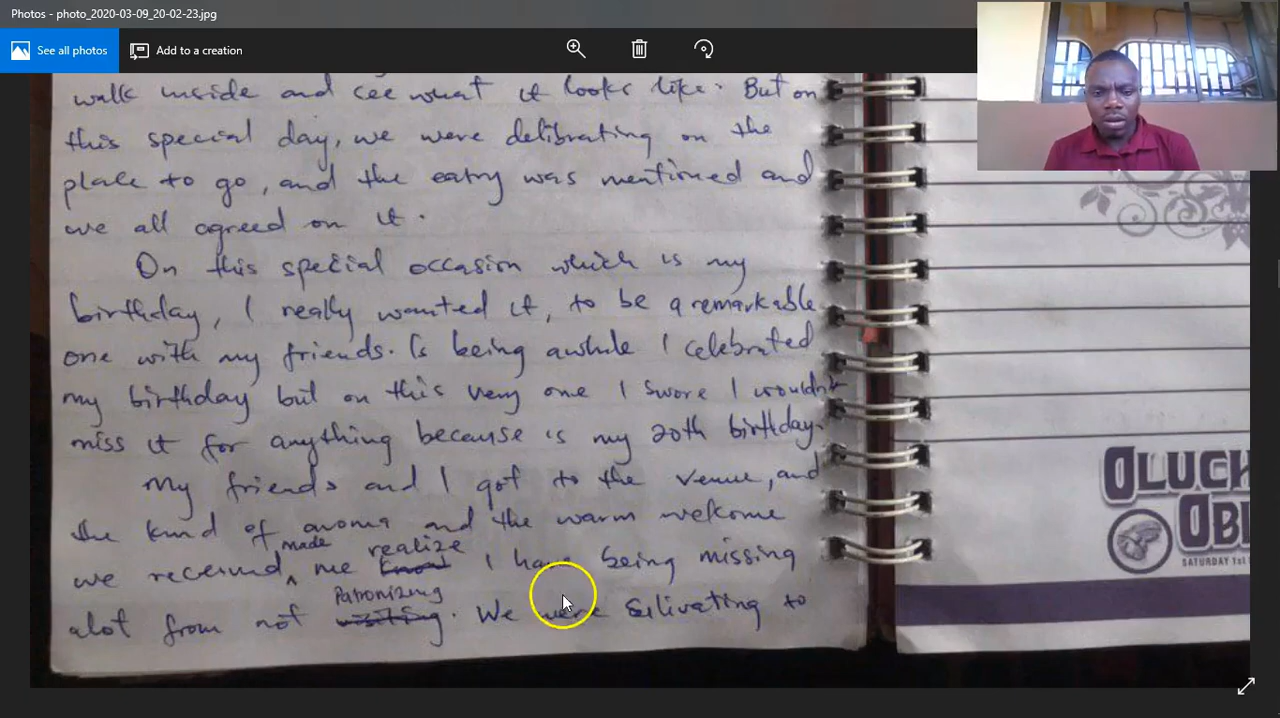 Photos - photo_2020-03-09_20-02-23.jpg
See all photos
Add to a creation
walk inside and see what it looks like. But on
this special day, we were delibrating on the
place to go, and the eatry was mentioned and
we all agreed on it.
On this special occasion which is my
birthday, I really wanted it, to be a remarkable
one with my friends. Is being awhile I celebrated
my birthday but on this very one I swore I wouldn't
miss it for anything because is my 20th birthday.
My friends and I got to the venue, and
the kind of aroma and the warm welcome
made realize
we received, me know I have being missing
Patronizing
alot from not visiting. We were salivating to
OLUCH
OBI
SATURDAY 1st